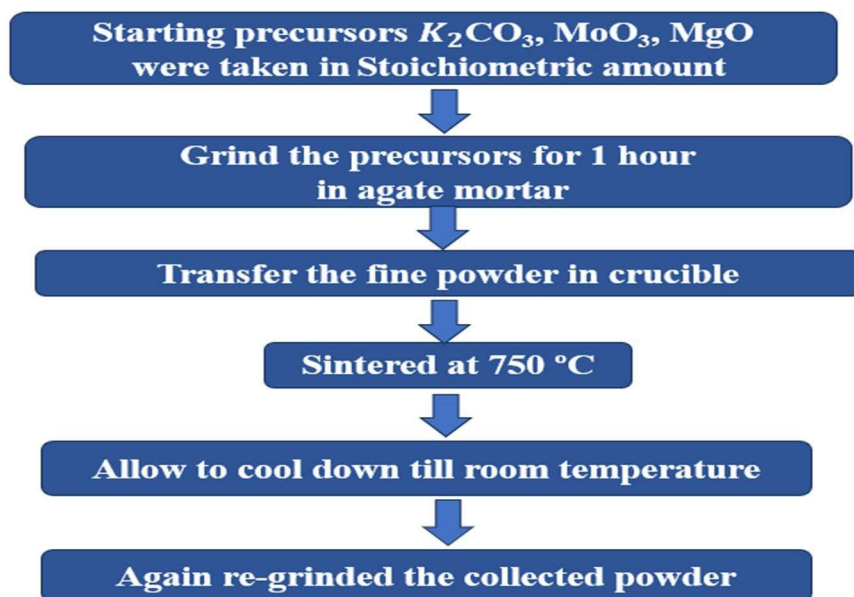 Starting precursors K₂CO₃, MoO₃, MgO
were taken in Stoichiometric amount
Grind the precursors for 1 hour
in agate mortar
Transfer the fine powder in crucible
Sintered at 750 °C
Allow to cool down till room temperature
Again re-grinded the collected powder